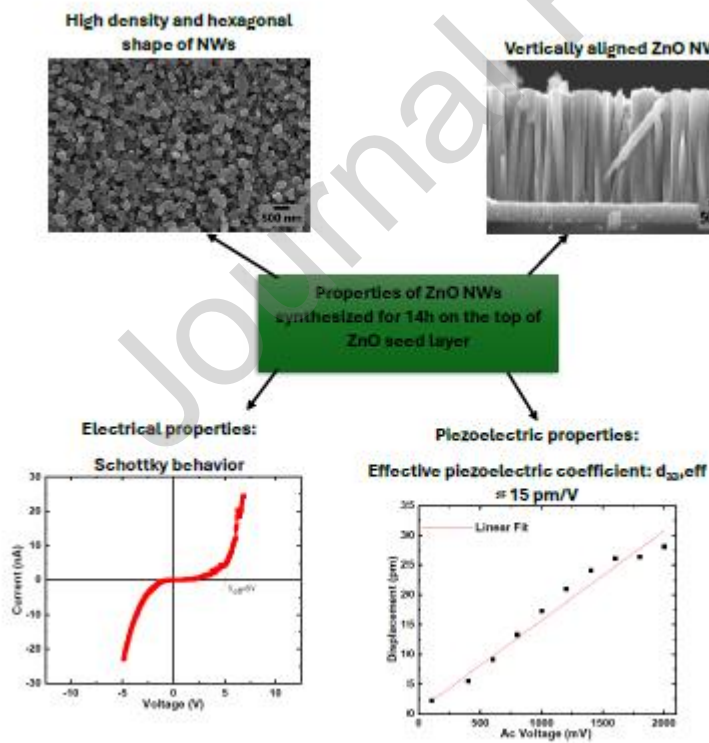 High density and hexagonal
shape of NWs
Vertically aligned ZnO NW
500 nm
Journal
Properties of ZnO NWs
synthesized for 14h on the top of
ZnO seed layer
Electrical properties:
Schottky behavior
30
20
10
0
-10
-20
-30
Current (nA)
-10
-5
0
5
10
Voltage (V)
Piezoelectric properties:
Effective piezoelectric coefficient: d33,eff
≈ 15 pm/V
35
30
25
20
15
10
5
0
Displacement (pm)
Linear Fit
0
500
1000
1500
2000
Ac Voltage (mV)